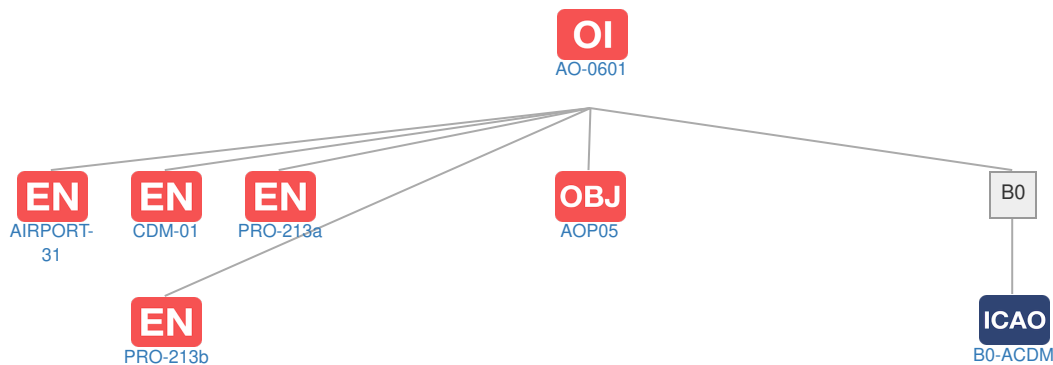 OI
AO-0601
EN
EN
EN
OBJ
B0
AIRPORT-
31
CDM-01
PRO-213a
AOP05
EN
ICAO
PRO-213b
B0-ACDM